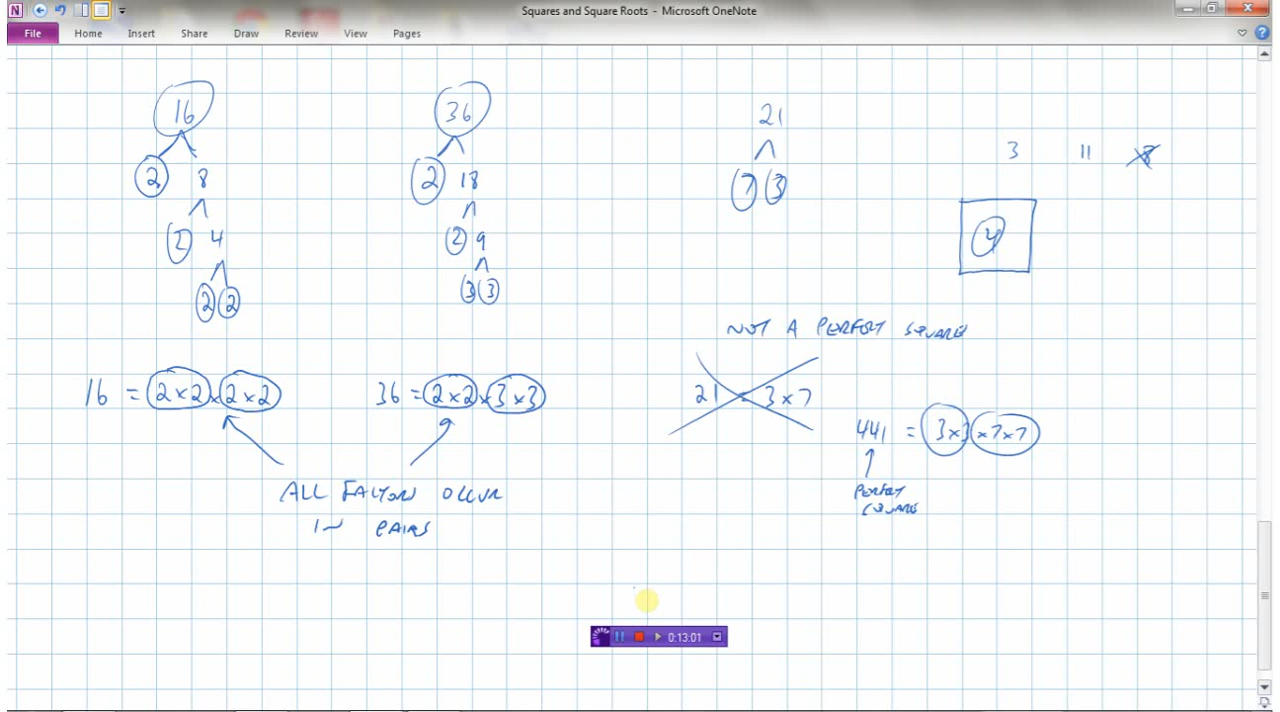 Squares and Square Roots - Microsoft OneNote
File Home Insert Share Draw Review View Pages
16
2 8
2 4
2 2
36
2 18
2 9
3 3
21
7 3
3 11
4
NOT A PERFECT SQUARE
16 = 2 x 2 x 2 x 2
36 = 2 x 2 x 3 x 3
21 = 3 x 7
441 = 3 x 3 x 7 x 7
PERFECT
SQUARE
ALL FACTORS OCCUR
IN PAIRS
0:13:01